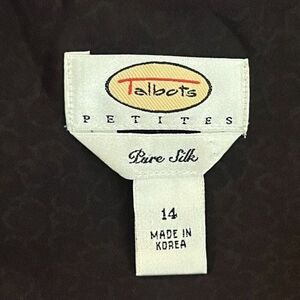 Talbots
PETITES
Pure Silk
14
MADE IN
KOREA